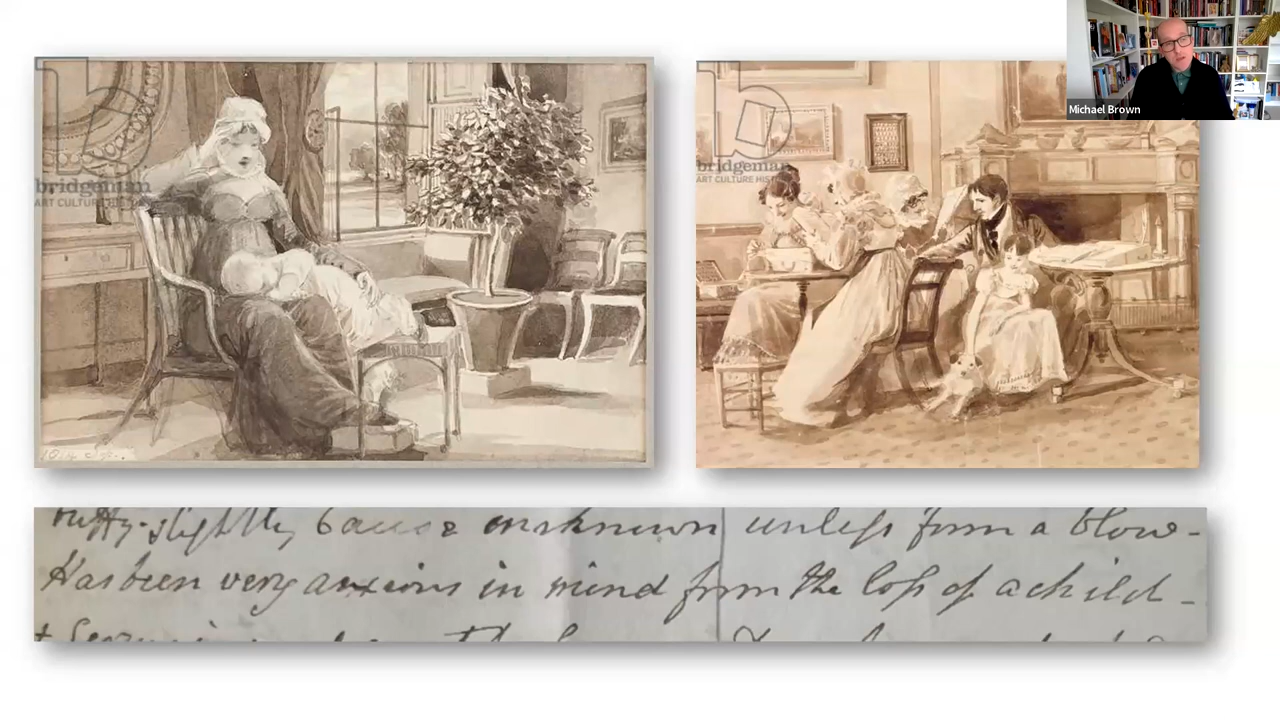 b
bridgeman
ART CULTURE HISTORY
b
bridgeman
ART CULTURE HIST
Michael Brown
slightly cause unknown unless from a blow-
Has been very anxious in mind from the loss of a child -